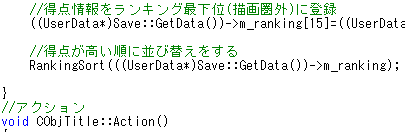 //得点情報をランキング最下位(描画圏外)に登録
((UserData*)Save::GetData())->m_ranking[15]=((UserData
//得点が高い順に並び替えをする
RankingSort(((UserData*)Save::GetData())->m_ranking);
}
//アクション
void CObjTitle::Action()